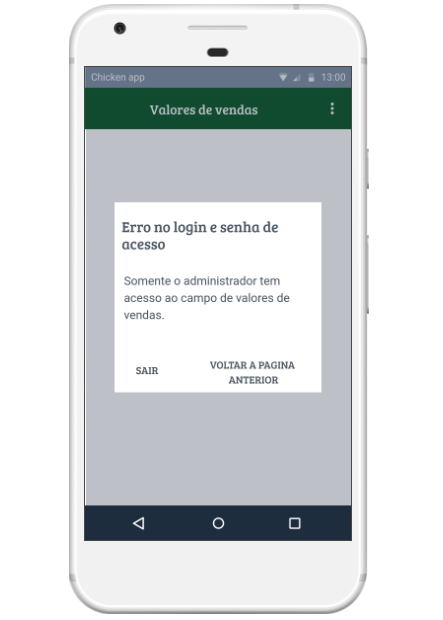 Chicken app 13:00
Valores de vendas
Erro no login e senha de
acesso
Somente o administrador tem
acesso ao campo de valores de
vendas.
SAIR
VOLTAR A PAGINA
ANTERIOR